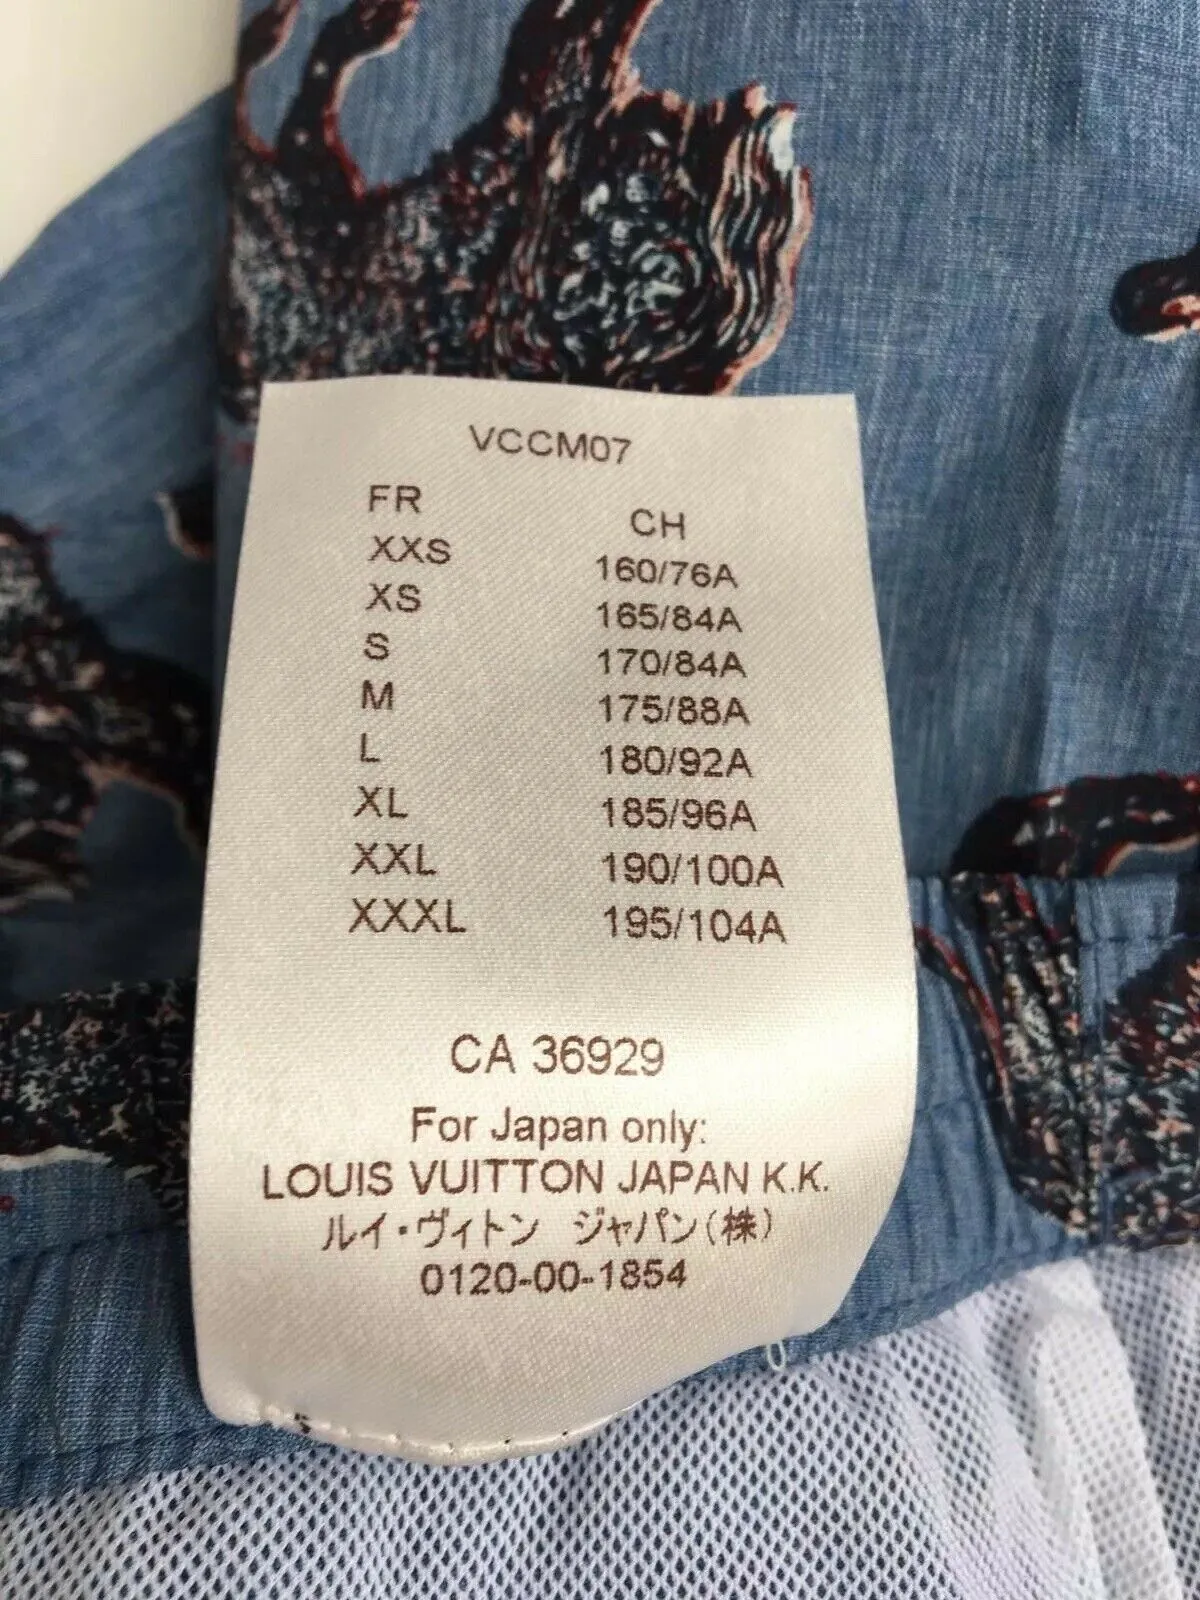 VCCM07
FR CH
XXS 160/76A
XS 165/84A
S 170/84A
M 175/88A
L 180/92A
XL 185/96A
XXL 190/100A
XXXL 195/104A
CA 36929
For Japan only:
LOUIS VUITTON JAPAN K.K.
ルイ・ヴィトン ジャパン(株)
0120-00-1854